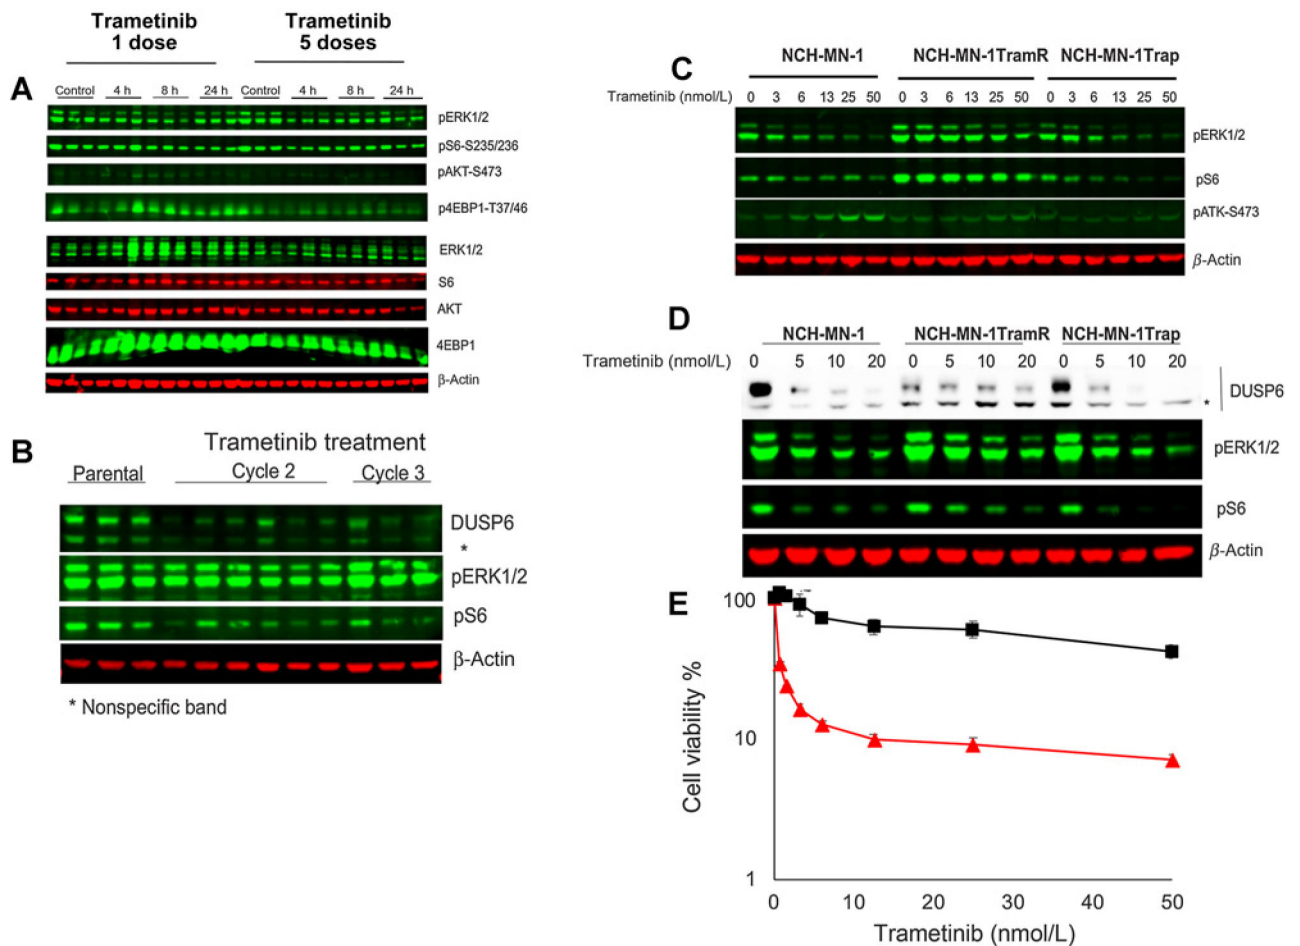 Trametinib
1 dose
Trametinib
5 doses
A
Control 4 h 8 h 24 h Control 4 h 8 h 24 h
pERK1/2
pS6-S235/236
pAKT-S473
p4EBP1-T37/46
ERK1/2
S6
AKT
4EBP1
β-Actin
B
Trametinib treatment
Parental Cycle 2 Cycle 3
DUSP6
*
pERK1/2
pS6
β-Actin
* Nonspecific band
C
NCH-MN-1 NCH-MN-1TramR NCH-MN-1Trap
Trametinib (nmol/L) 0 3 6 13 25 50 0 3 6 13 25 50 0 3 6 13 25 50
pERK1/2
pS6
pATK-S473
β-Actin
D
NCH-MN-1 NCH-MN-1TramR NCH-MN-1Trap
Trametinib (nmol/L) 0 5 10 20 0 5 10 20 0 5 10 20
DUSP6
*
pERK1/2
pS6
β-Actin
E
100
10
1
Cell viability %
0 10 20 30 40 50
Trametinib (nmol/L)